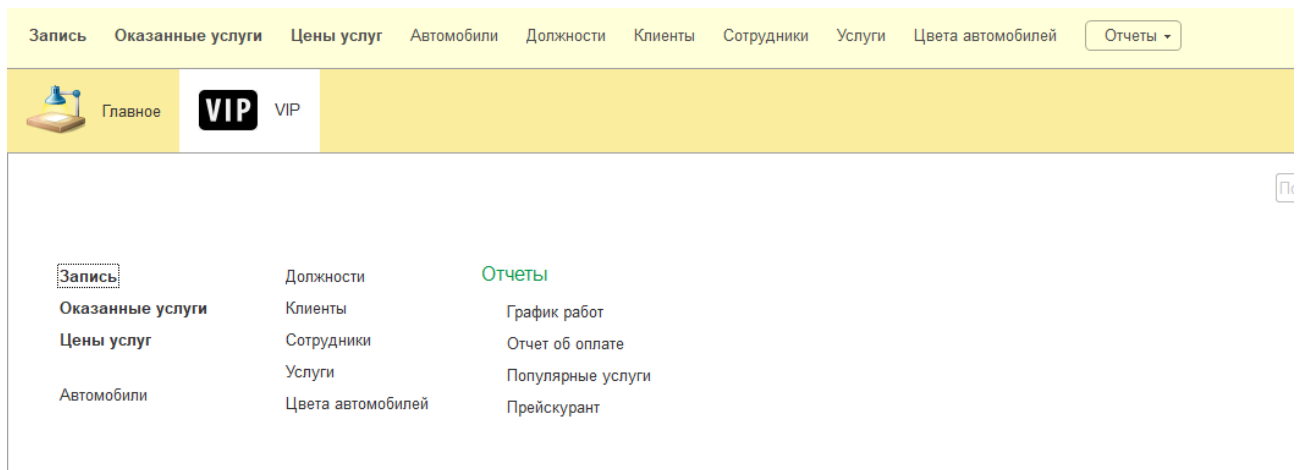 Запись Оказанные услуги Цены услуг Автомобили Должности Клиенты Сотрудники Услуги Цвета автомобилей Отчеты
Главное VIP VIP
Запись
Оказанные услуги
Цены услуг
Автомобили
Должности
Клиенты
Сотрудники
Услуги
Цвета автомобилей
Отчеты
График работ
Отчет об оплате
Популярные услуги
Прейскурант